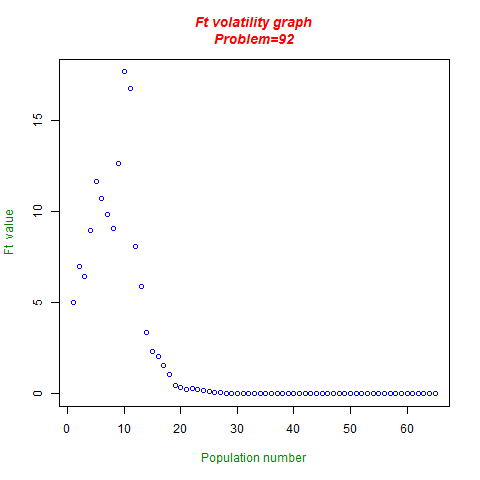 Ft volatility graph
Problem=92
15
10
5
0
Ft value
0 10 20 30 40 50 60
Population number